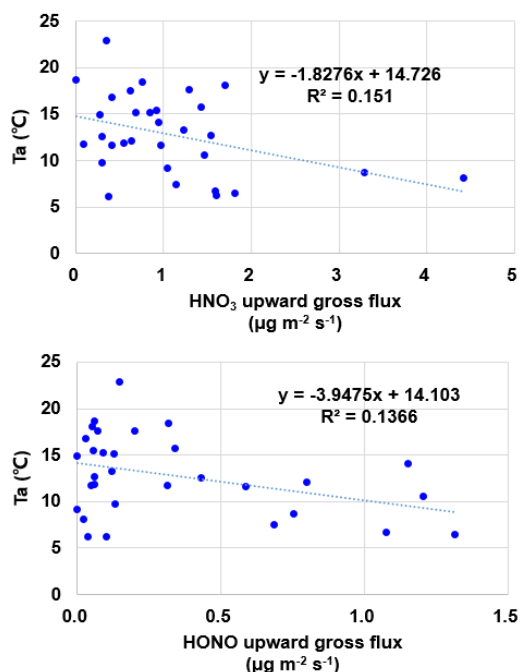 25
20
15
10
5
0
Ta (℃)
y = -1.8276x + 14.726
R² = 0.151
0 1 2 3 4 5
HNO₃ upward gross flux
(µg m⁻² s⁻¹)
25
20
15
10
5
0
Ta (℃)
y = -3.9475x + 14.103
R² = 0.1366
0.0 0.5 1.0 1.5
HONO upward gross flux
(µg m⁻² s⁻¹)